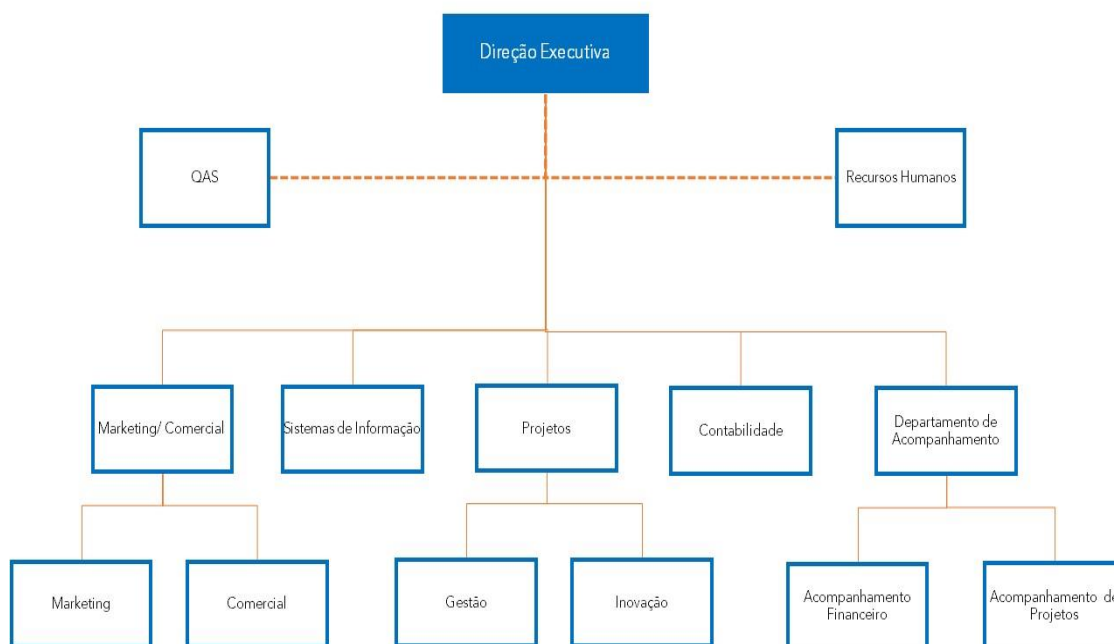 Direção Executiva
QAS
Recursos Humanos
Marketing/ Comercial
Sistemas de Informação
Projetos
Contabilidade
Departamento de
Acompanhamento
Marketing
Comercial
Gestão
Inovação
Acompanhamento
Financeiro
Acompanhamento de
Projetos